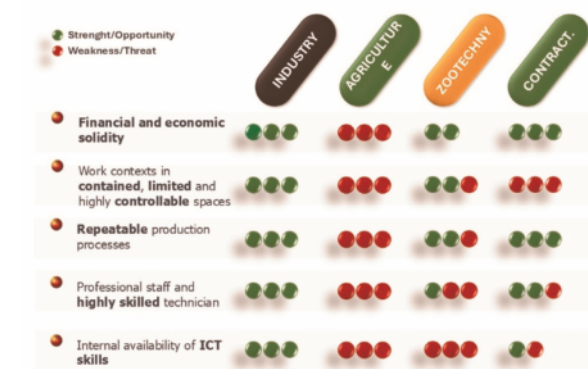 Strenght/Opportunity
Weakness/Threat
INDUSTRY
AGRICULTUR
E
ZOOTECHNY
CONTRACT.
Financial and economic
solidity
Work contexts in
contained, limited and
highly controllable spaces
Repeatable production
processes
Professional staff and
highly skilled technician
Internal availability of ICT
skills